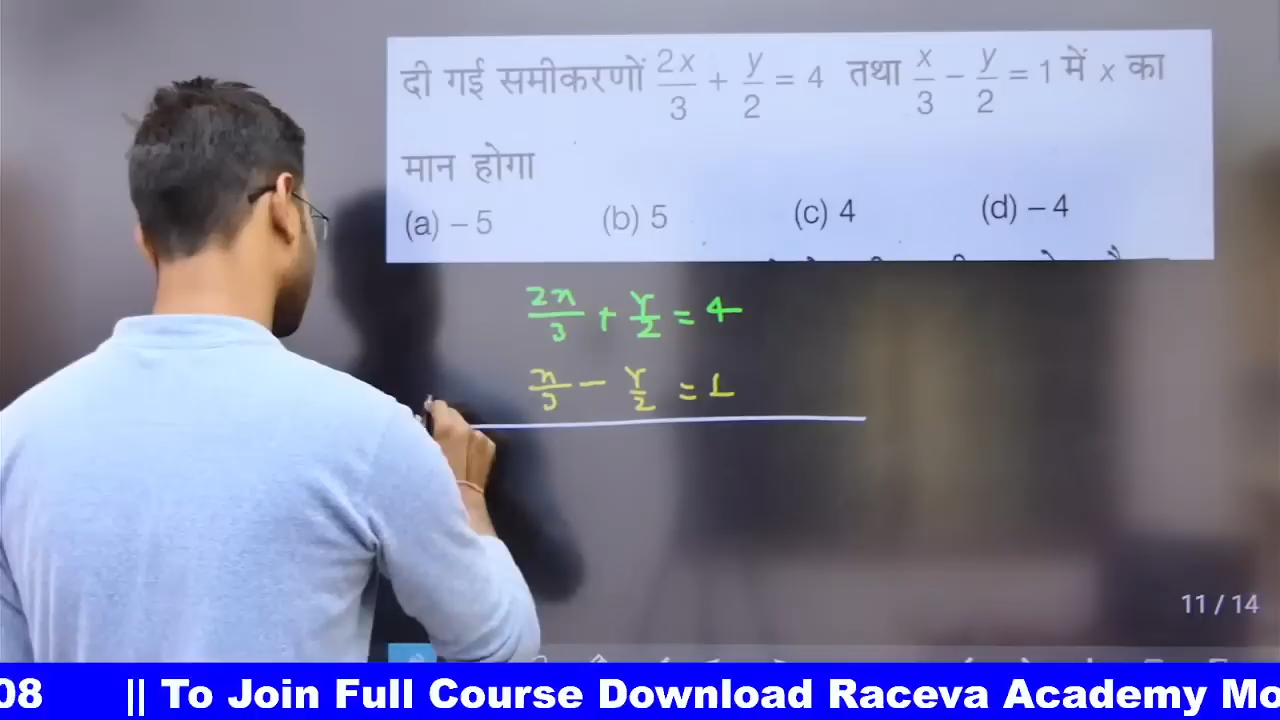 दी गई समीकरणों 2x/3 + y/2 = 4 तथा x/3 − y/2 = 1 में x का
मान होगा
(a) – 5 (b) 5 (c) 4 (d) – 4
2x/3 + y/2 = 4
x/3 − y/2 = 1
11 / 14
08 || To Join Full Course Download Raceva Academy Mo